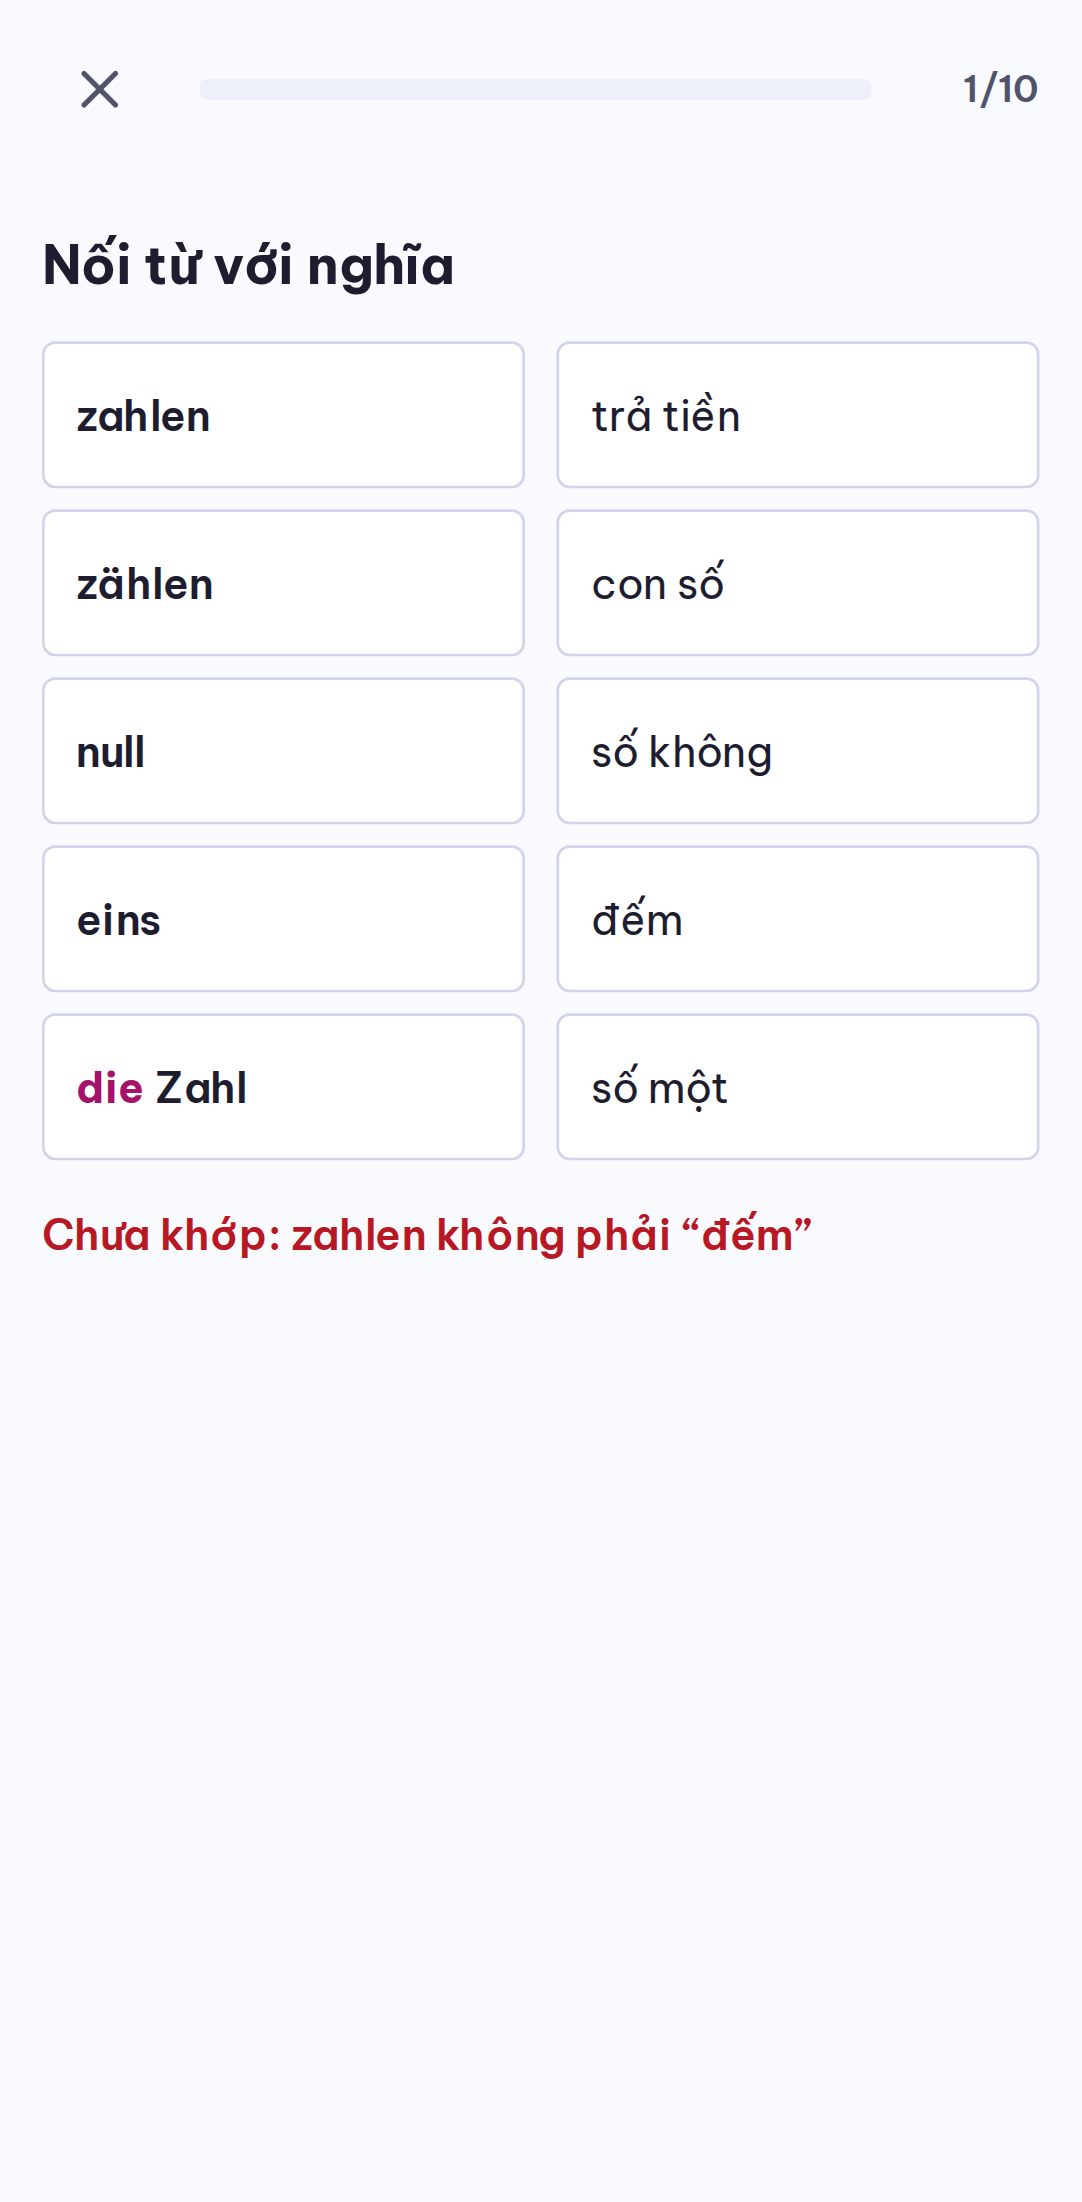 1/10
Nối từ với nghĩa
zahlen
trả tiền
zählen
con số
null
số không
eins
đếm
die Zahl
số một
Chưa khớp: zahlen không phải “đếm”